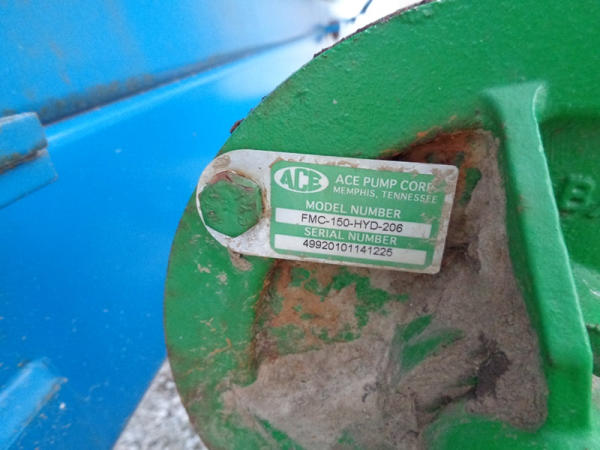 ACE
ACE PUMP CORP
MEMPHIS, TENNESSEE
MODEL NUMBER
FMC-150-HYD-206
SERIAL NUMBER
49920101141225